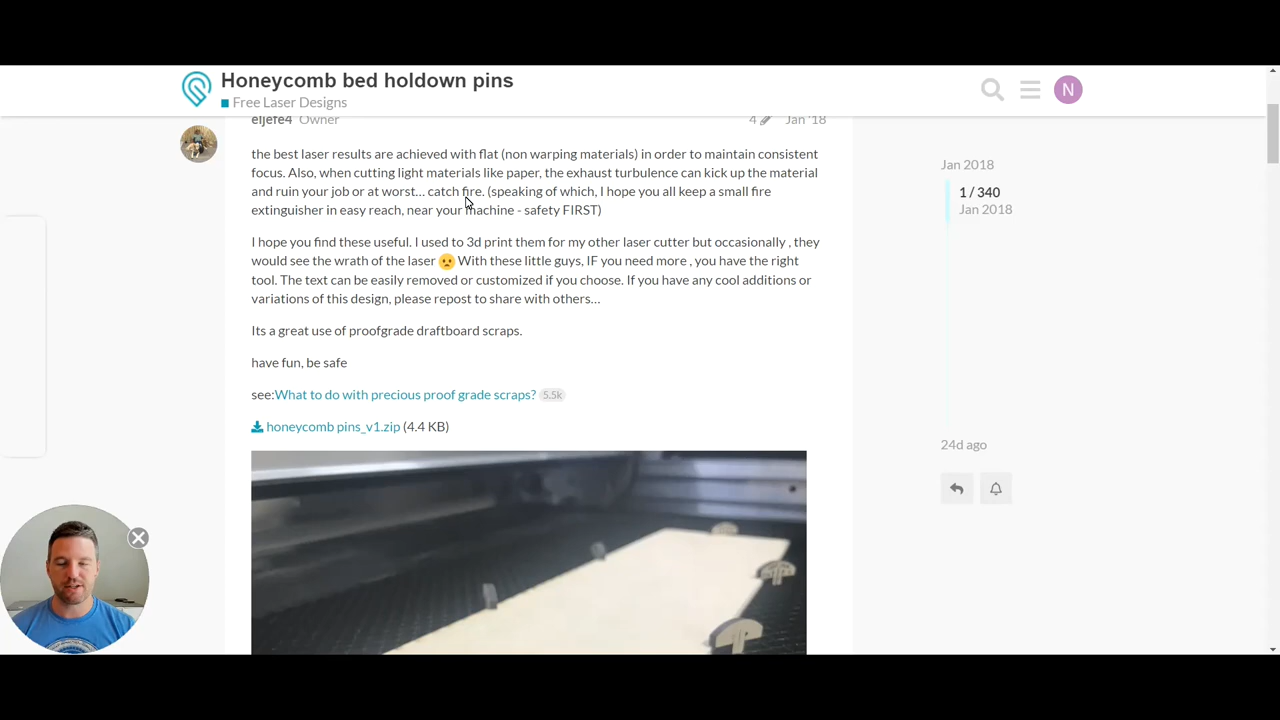 Honeycomb bed holdown pins
Free Laser Designs
N
eljefe4 Owner 4 Jan '18
the best laser results are achieved with flat (non warping materials) in order to maintain consistent
focus. Also, when cutting light materials like paper, the exhaust turbulence can kick up the material
and ruin your job or at worst... catch fire. (speaking of which, I hope you all keep a small fire
extinguisher in easy reach, near your machine - safety FIRST)
I hope you find these useful. I used to 3d print them for my other laser cutter but occasionally , they
would see the wrath of the laser 😦 With these little guys, IF you need more , you have the right
tool. The text can be easily removed or customized if you choose. If you have any cool additions or
variations of this design, please repost to share with others...
Its a great use of proofgrade draftboard scraps.
have fun, be safe
see:What to do with precious proof grade scraps? 5.5k
honeycomb pins_v1.zip (4.4 KB)
Jan 2018
1 / 340
Jan 2018
24d ago